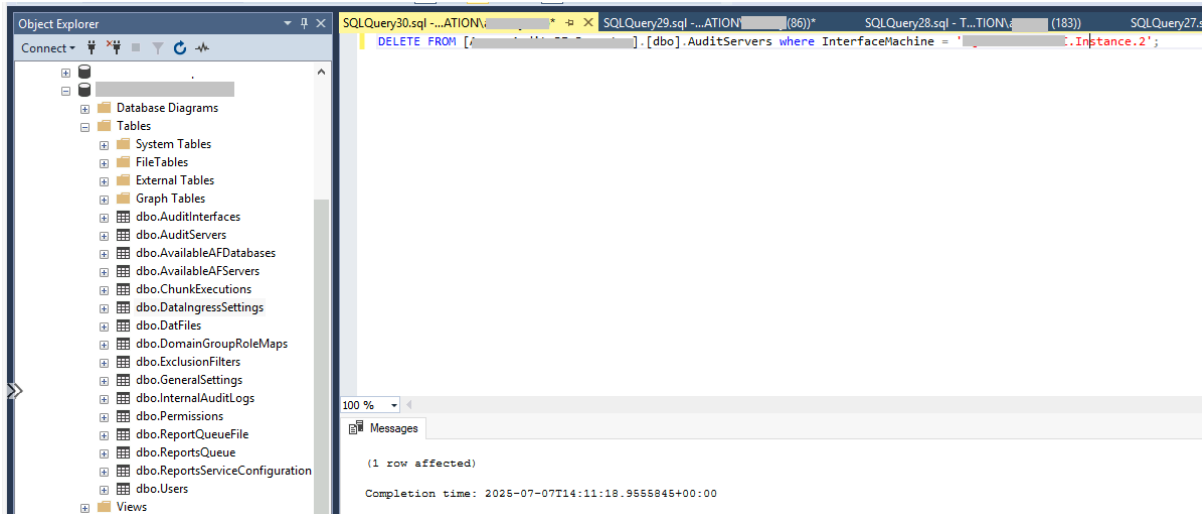 Object Explorer
Connect
Database Diagrams
Tables
System Tables
FileTables
External Tables
Graph Tables
dbo.AuditInterfaces
dbo.AuditServers
dbo.AvailableAFDatabases
dbo.AvailableAFServers
dbo.ChunkExecutions
dbo.DataIngressSettings
dbo.DatFiles
dbo.DomainGroupRoleMaps
dbo.ExclusionFilters
dbo.GeneralSettings
dbo.InternalAuditLogs
dbo.Permissions
dbo.ReportQueueFile
dbo.ReportsQueue
dbo.ReportsServiceConfiguration
dbo.Users
Views
SQLQuery30.sql -...ATION\ * SQLQuery29.sql -...ATION\ (86))* SQLQuery28.sql - T...TION\ (183)) SQLQuery27.s
DELETE FROM [ ].[dbo].AuditServers where InterfaceMachine = ' .Instance.2';
100 %
Messages
(1 row affected)
Completion time: 2025-07-07T14:11:18.9555845+00:00